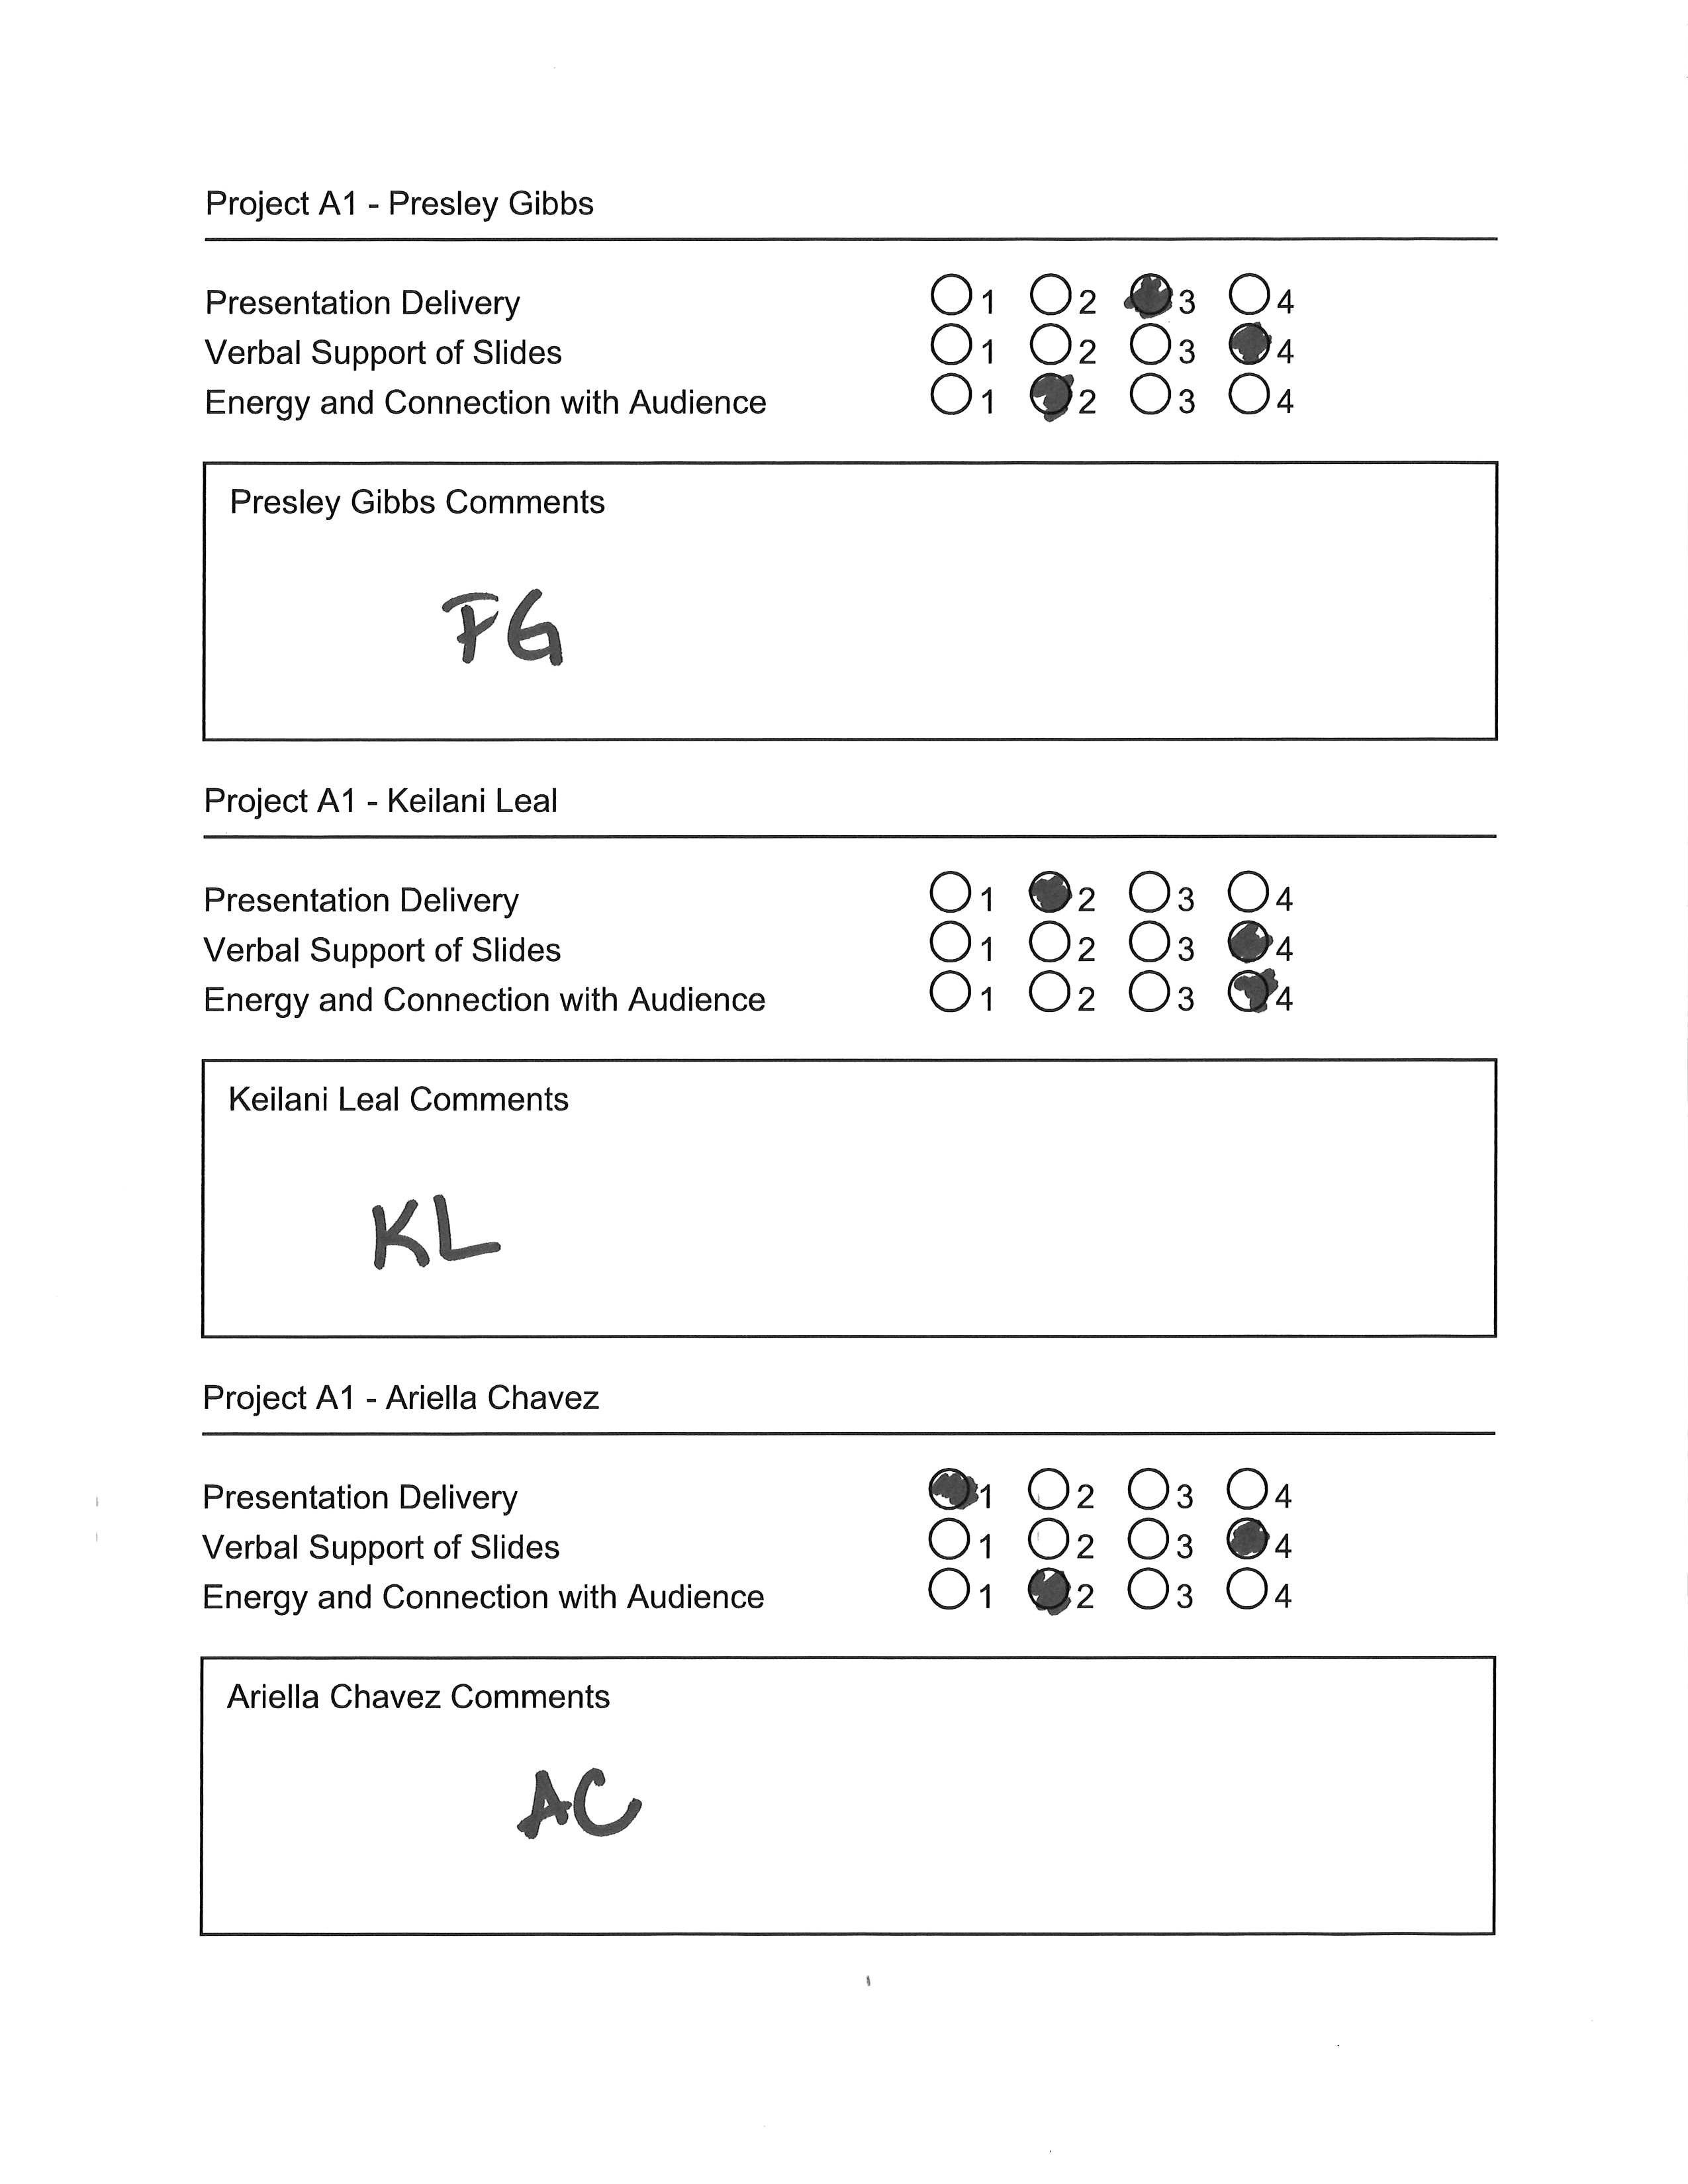 Project A1 - Presley Gibbs
Presentation Delivery 1 2 3 4
Verbal Support of Slides 1 2 3 4
Energy and Connection with Audience 1 2 3 4
Presley Gibbs Comments
FG
Project A1 - Keilani Leal
Presentation Delivery 1 2 3 4
Verbal Support of Slides 1 2 3 4
Energy and Connection with Audience 1 2 3 4
Keilani Leal Comments
KL
Project A1 - Ariella Chavez
Presentation Delivery 1 2 3 4
Verbal Support of Slides 1 2 3 4
Energy and Connection with Audience 1 2 3 4
Ariella Chavez Comments
AC